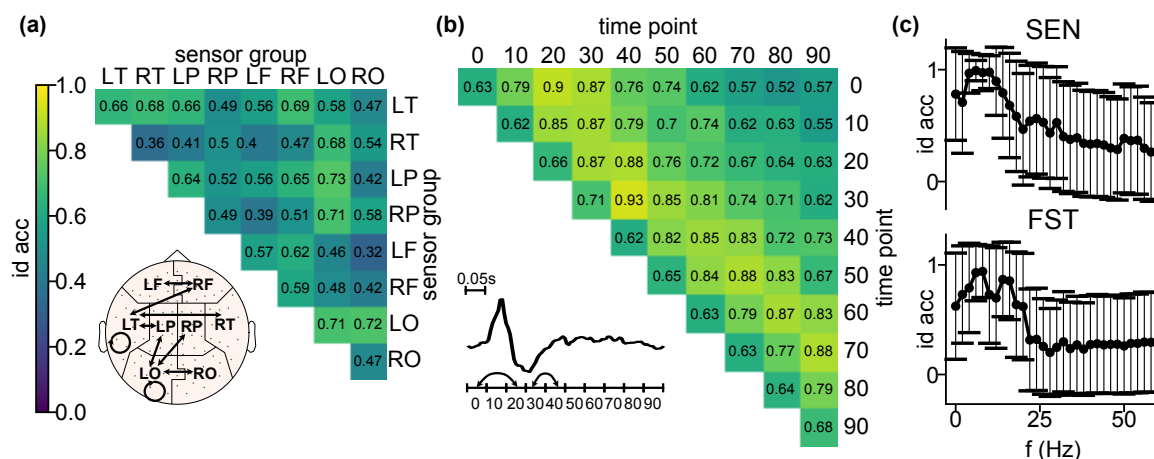 (a)
sensor group
LT RT LP RP LF RF LO RO
1.0
0.8
0.6
0.4
0.2
0.0
id acc
0.66 0.68 0.66 0.49 0.56 0.69 0.58 0.47 LT
0.36 0.41 0.5 0.4 0.47 0.68 0.54 RT
0.64 0.52 0.56 0.65 0.73 0.42 LP
0.49 0.39 0.51 0.71 0.58 RP
0.57 0.62 0.46 0.32 LF
0.59 0.48 0.42 RF
0.71 0.72 LO
0.47 RO
sensor group
LF RF
LT LP RP RT
LO RO
(b)
time point
0 10 20 30 40 50 60 70 80 90
0.63 0.79 0.9 0.87 0.76 0.74 0.62 0.57 0.52 0.57 0
0.62 0.85 0.87 0.79 0.7 0.74 0.62 0.63 0.55 10
0.66 0.87 0.88 0.76 0.72 0.67 0.64 0.63 20
0.71 0.93 0.85 0.81 0.74 0.71 0.62 30
0.62 0.82 0.85 0.83 0.72 0.73 40
0.65 0.84 0.88 0.83 0.67 50
0.63 0.79 0.87 0.83 60
0.63 0.77 0.88 70
0.64 0.79 80
0.68 90
time point
0.05s
0 10 20 30 40 50 60 70 80 90
(c)
SEN
1
0
id acc
FST
1
0
id acc
0 25 50
f (Hz)